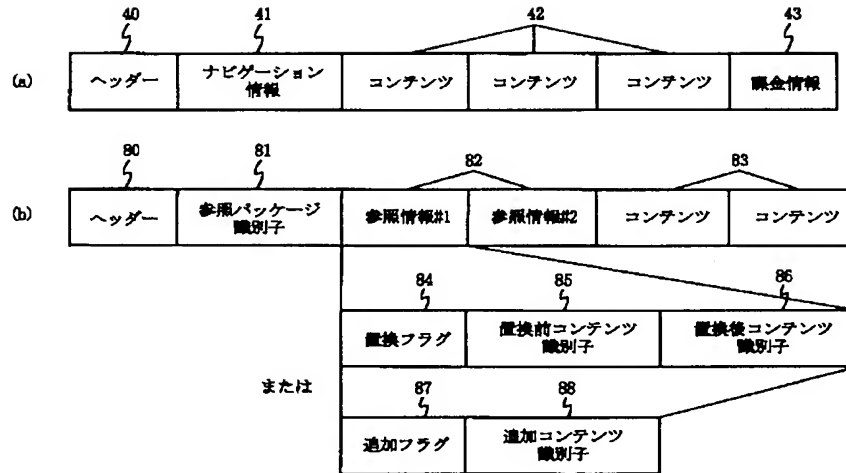 40 41 42 43
(a) ヘッダー ナビゲーション情報 コンテンツ コンテンツ コンテンツ 課金情報
80 81 82 83
(b) ヘッダー 参照パッケージ識別子 参照情報#1 参照情報#2 コンテンツ コンテンツ
84 85 86
置換フラグ 置換前コンテンツ識別子 置換後コンテンツ識別子
または
87 88
追加フラグ 追加コンテンツ識別子